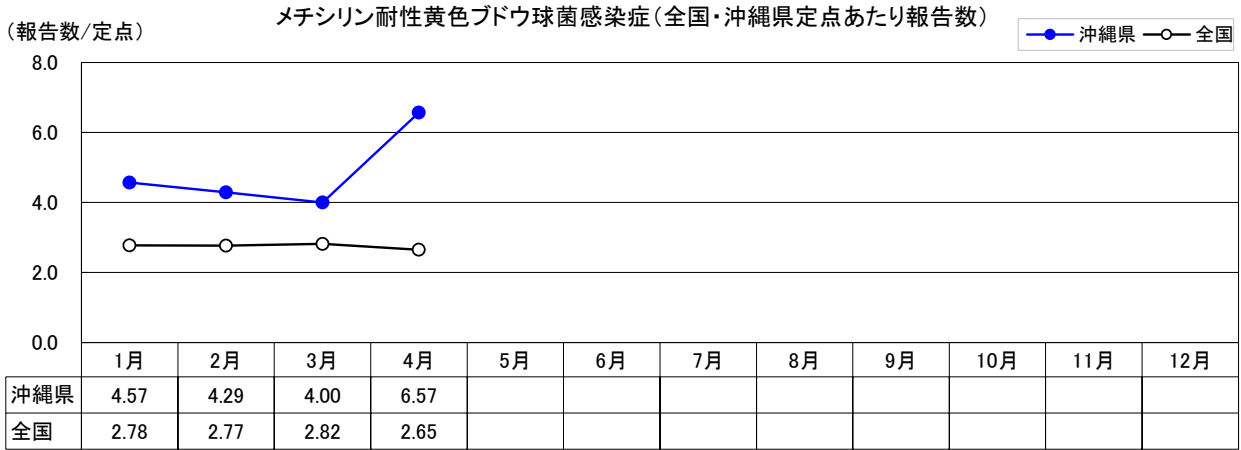 メチシリン耐性黄色ブドウ球菌感染症(全国・沖縄県定点あたり報告数)
(報告数/定点)
沖縄県 全国
8.0
6.0
4.0
2.0
0.0
1月 2月 3月 4月 5月 6月 7月 8月 9月 10月 11月 12月
沖縄県 4.57 4.29 4.00 6.57
全国 2.78 2.77 2.82 2.65